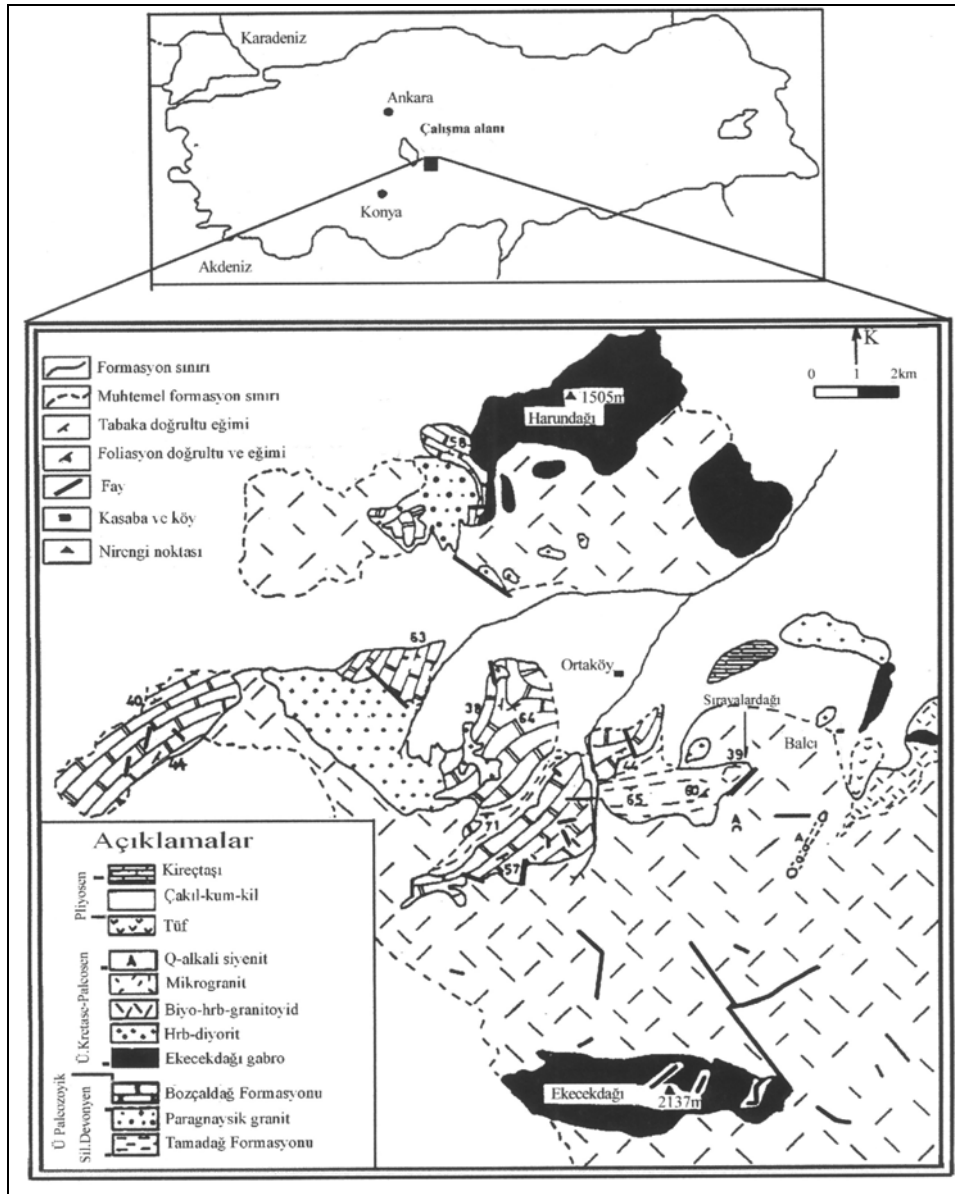 Karadeniz
Ankara
Çalışma alanı
Konya
Akdeniz
Formasyon sınırı
Muhtemel formasyon sınırı
Tabaka doğrultu eğimi
Foliasyon doğrultu ve eğimi
Fay
Kasaba ve köy
Nirengi noktası
K
0 1 2km
1505m
Harundağı
58
63
40
44
38
64
Ortaköy
44
Sırayalardağı
39
Balcı
65
60
71
57
A
A
Ekecekdağı
2137m
Açıklamalar
Pliyosen
Kireçtaşı
Çakıl-kum-kil
Tüf
Ü.Kretase-Paleosen
A
Q-alkali siyenit
Mikrogranit
Biyo-hrb-granitoyid
Hrb-diyorit
Ekecekdağı gabro
Ü Paleozoyik
Sil.Devonyen
Bozçaldağ Formasyonu
Paragnaysik granit
Tamadağ Formasyonu